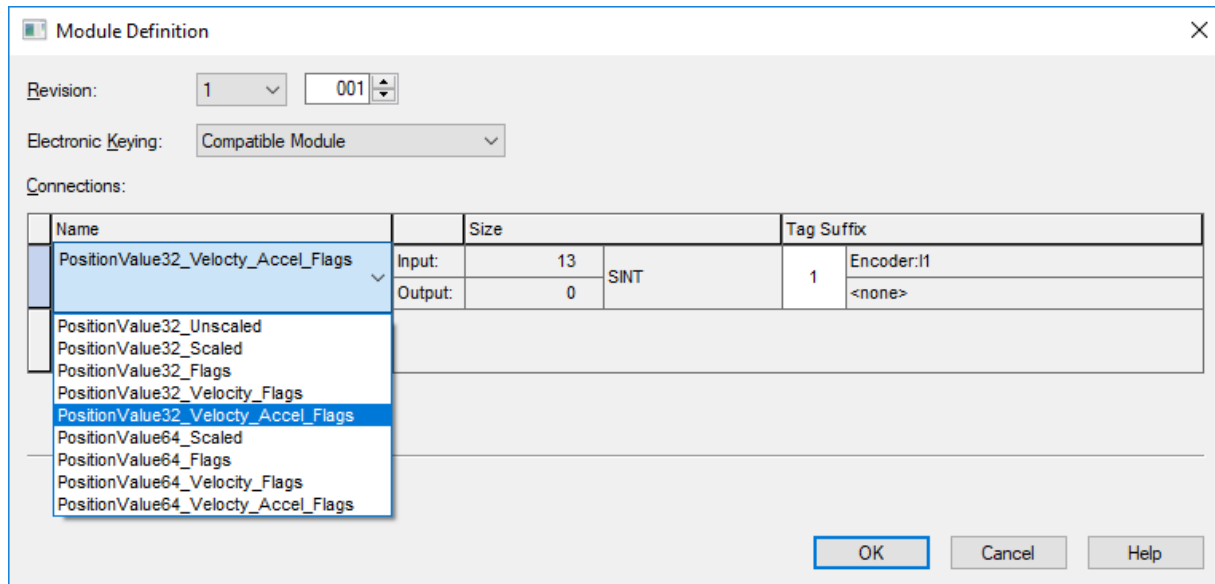 Module Definition
Revision: 1 001
Electronic Keying: Compatible Module
Connections:
Name Size Tag Suffix
PositionValue32_Velocty_Accel_Flags Input: 13 SINT 1 Encoder:I1
Output: 0 <none>
PositionValue32_Unscaled
PositionValue32_Scaled
PositionValue32_Flags
PositionValue32_Velocity_Flags
PositionValue32_Velocty_Accel_Flags
PositionValue64_Scaled
PositionValue64_Flags
PositionValue64_Velocity_Flags
PositionValue64_Velocty_Accel_Flags
OK Cancel Help